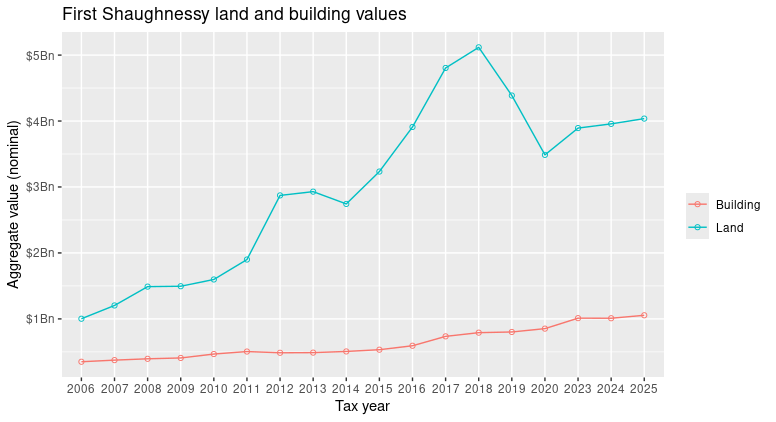 First Shaughnessy land and building values
$5Bn
$4Bn
$3Bn
$2Bn
$1Bn
Aggregate value (nominal)
2006 2007 2008 2009 2010 2011 2012 2013 2014 2015 2016 2017 2018 2019 2020 2023 2024 2025
Tax year
Building
Land